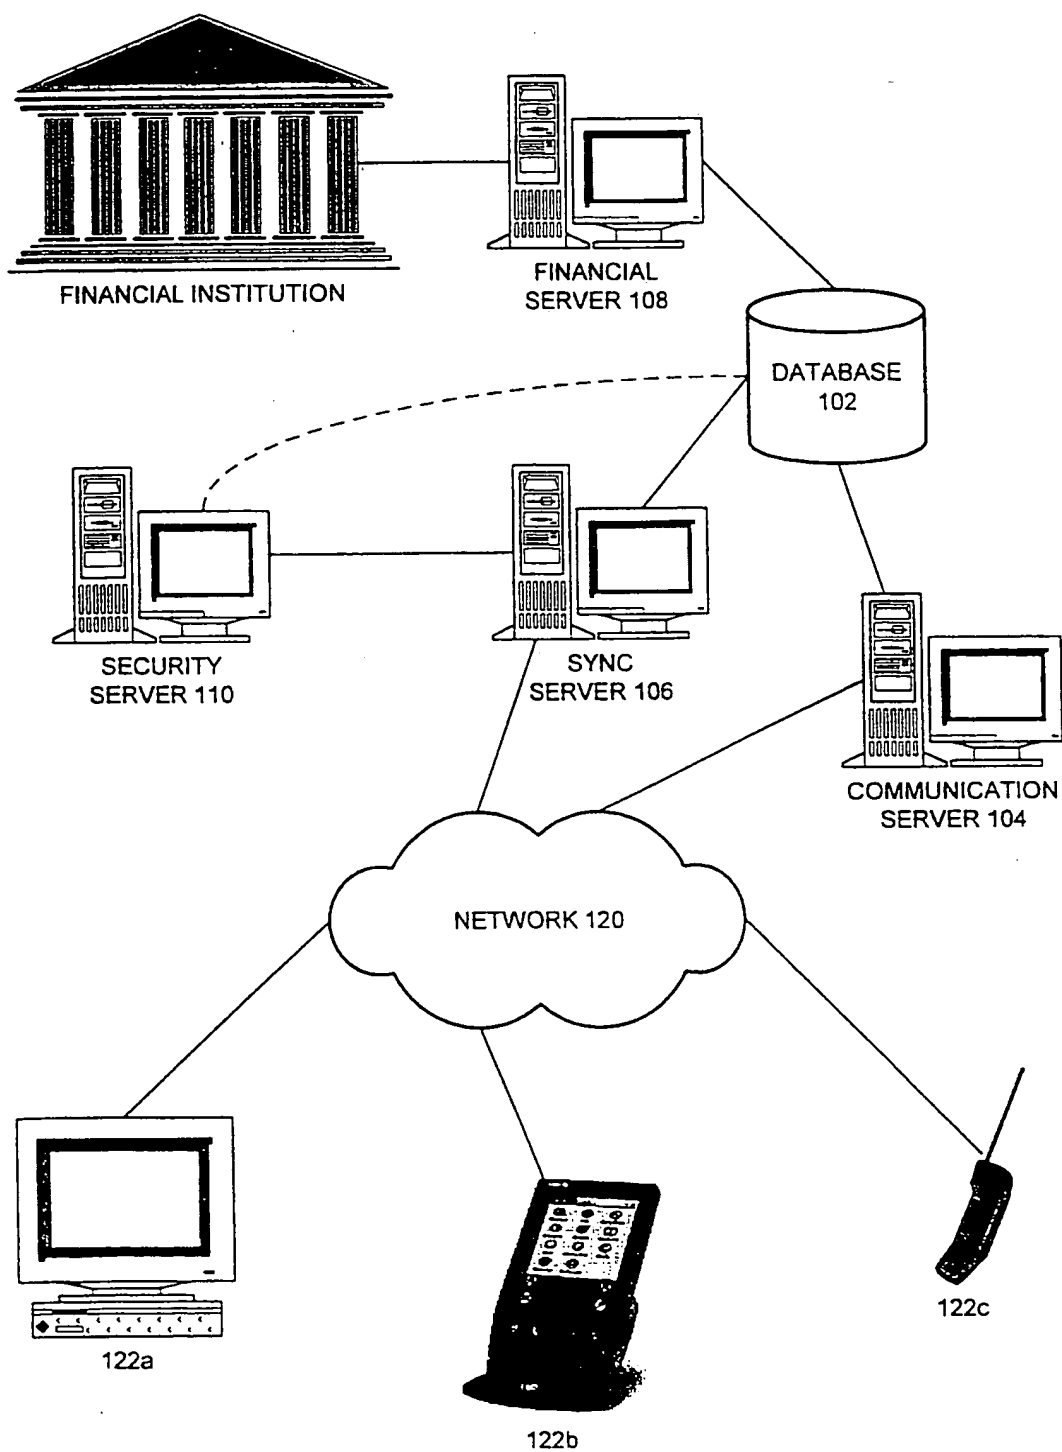 FINANCIAL INSTITUTION
FINANCIAL
SERVER 108
DATABASE
102
SECURITY
SERVER 110
SYNC
SERVER 106
COMMUNICATION
SERVER 104
NETWORK 120
122a
122b
122c